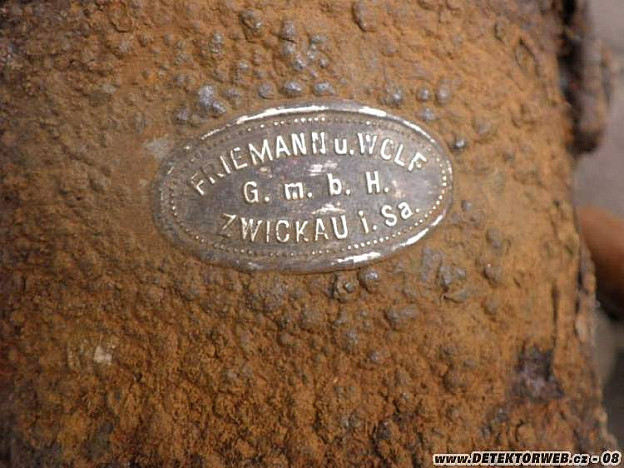 FRIEMANN u. WOLF
G. m. b. H.
ZWICKAU i. Sa.
www.DETEKTORWEB.cz - 08